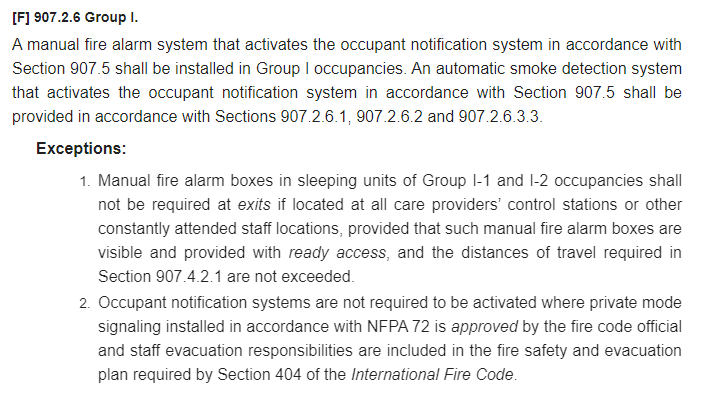 [F] 907.2.6 Group I.
A manual fire alarm system that activates the occupant notification system in accordance with
Section 907.5 shall be installed in Group I occupancies. An automatic smoke detection system
that activates the occupant notification system in accordance with Section 907.5 shall be
provided in accordance with Sections 907.2.6.1, 907.2.6.2 and 907.2.6.3.3.
Exceptions:
1. Manual fire alarm boxes in sleeping units of Group I-1 and I-2 occupancies shall
not be required at exits if located at all care providers' control stations or other
constantly attended staff locations, provided that such manual fire alarm boxes are
visible and provided with ready access, and the distances of travel required in
Section 907.4.2.1 are not exceeded.
2. Occupant notification systems are not required to be activated where private mode
signaling installed in accordance with NFPA 72 is approved by the fire code official
and staff evacuation responsibilities are included in the fire safety and evacuation
plan required by Section 404 of the International Fire Code.